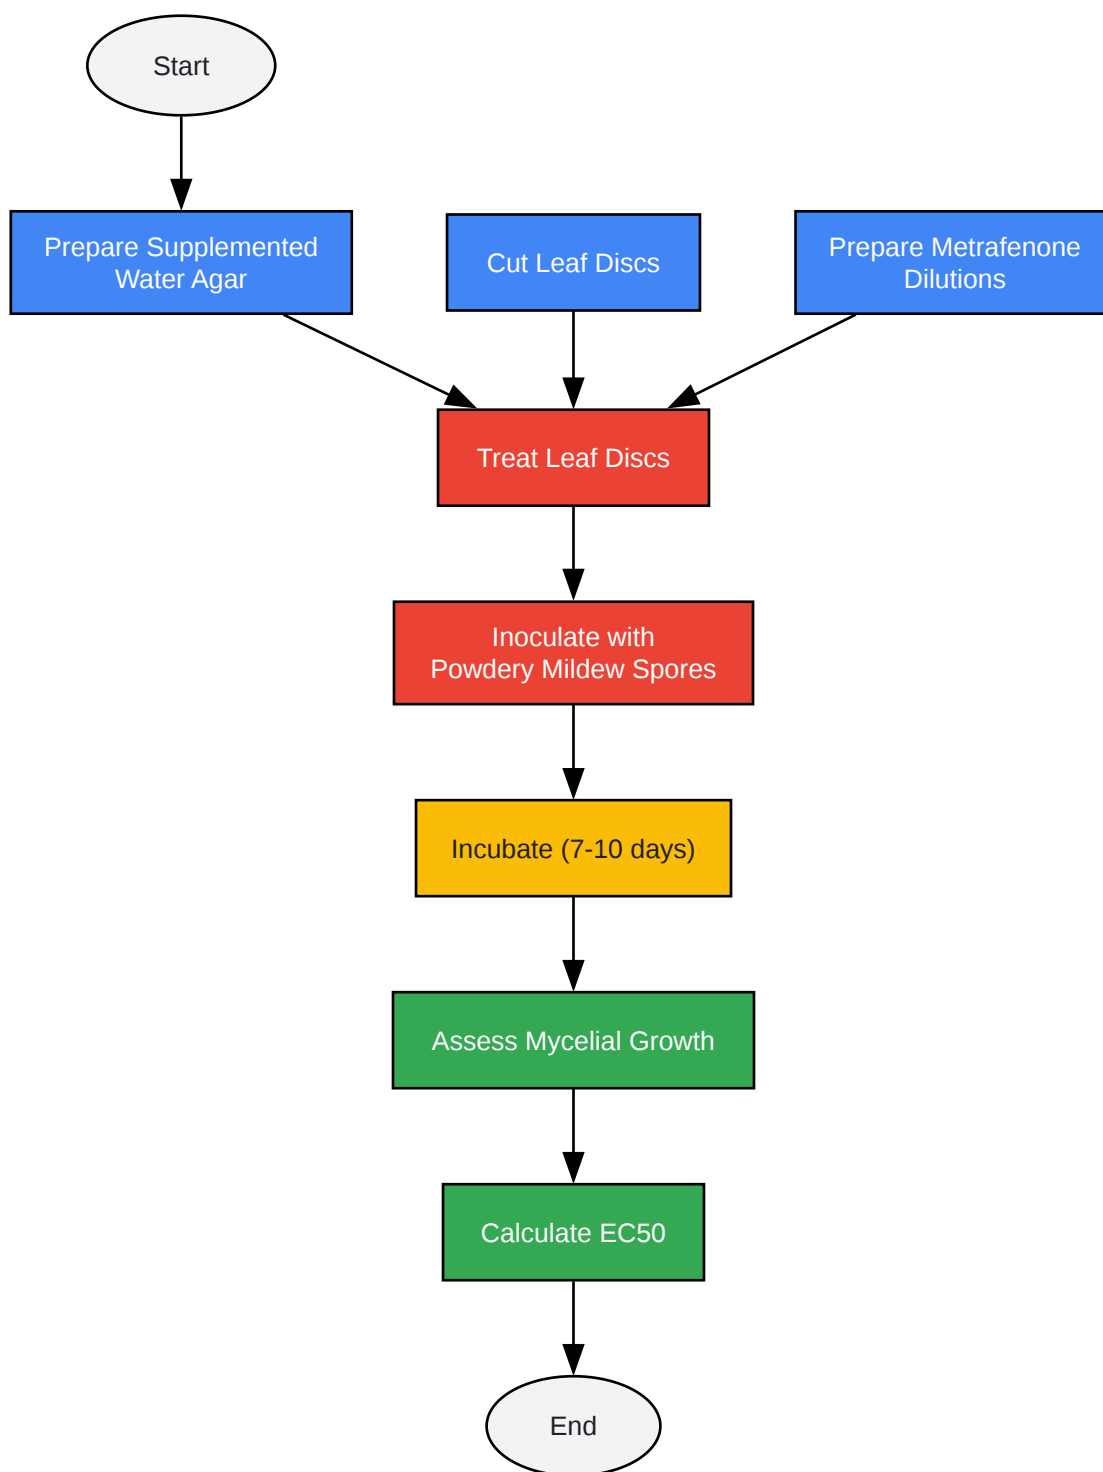 Start
Prepare Supplemented
Water Agar
Cut Leaf Discs
Prepare Metrafenone
Dilutions
Treat Leaf Discs
Inoculate with
Powdery Mildew Spores
Incubate (7-10 days)
Assess Mycelial Growth
Calculate EC50
End